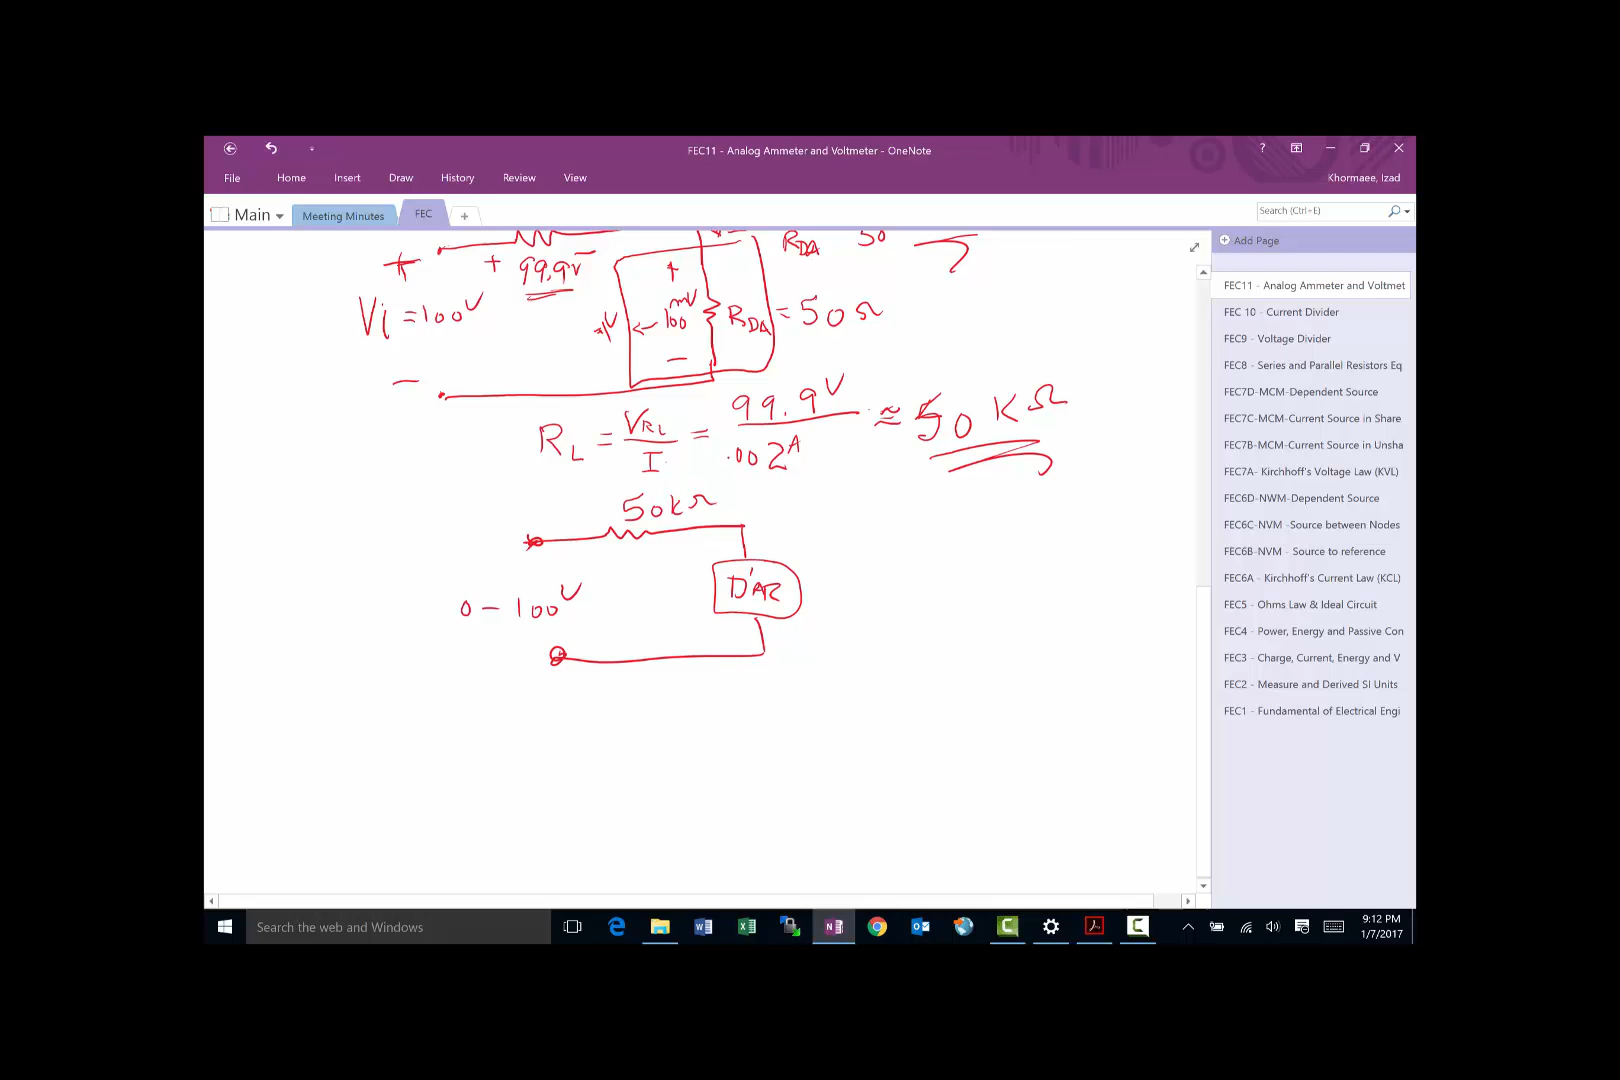 FEC11 - Analog Ammeter and Voltmeter - OneNote
?
File Home Insert Draw History Review View
Khormaee, Izad
Main
Meeting Minutes
FEC
+
Search (Ctrl+E)
Add Page
FEC11 - Analog Ammeter and Voltmet
FEC 10 - Current Divider
FEC9 - Voltage Divider
FEC8 - Series and Parallel Resistors Eq
FEC7D-MCM-Dependent Source
FEC7C-MCM-Current Source in Share
FEC7B-MCM-Current Source in Unsha
FEC7A- Kirchhoff's Voltage Law (KVL)
FEC6D-NWM-Dependent Source
FEC6C-NVM -Source between Nodes
FEC6B-NVM - Source to reference
FEC6A - Kirchhoff's Current Law (KCL)
FEC5 - Ohms Law & Ideal Circuit
FEC4 - Power, Energy and Passive Con
FEC3 - Charge, Current, Energy and V
FEC2 - Measure and Derived SI Units
FEC1 - Fundamental of Electrical Engi
RDA 50
+ + 99.9V -
Vi = 100V
+
100 mV
-
RDA = 50Ω
-
RL = VRL / I = 99.9V / .002A ≈ 50 KΩ
50kΩ
D'AR
0 - 100V
Search the web and Windows
9:12 PM
1/7/2017